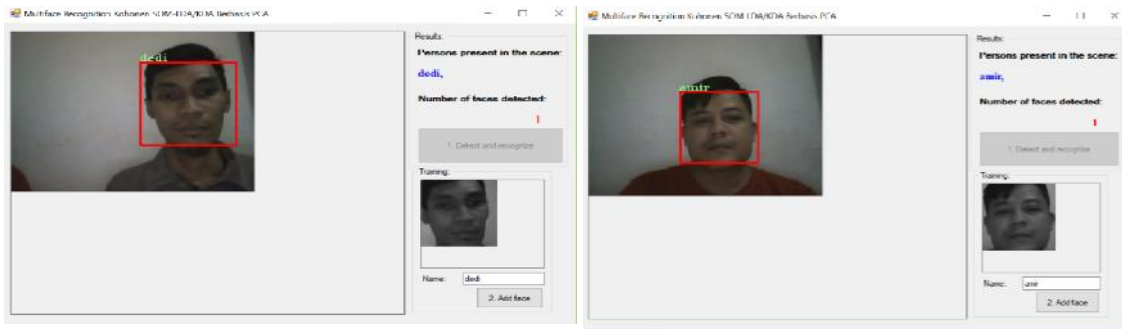 Multiface Recognition Kohonen SOM-LDA/KDA Berbasis PCA
dedi
Results:
Persons present in the scene:
dedi,
Number of faces detected:
1
1. Detect and recognize
Training:
Name: dedi
2. Add face
Multiface Recognition Kohonen SOM-LDA/KDA Berbasis PCA
amir
Results:
Persons present in the scene:
amir,
Number of faces detected:
1
1. Detect and recognize
Training:
Name: amir
2. Add face